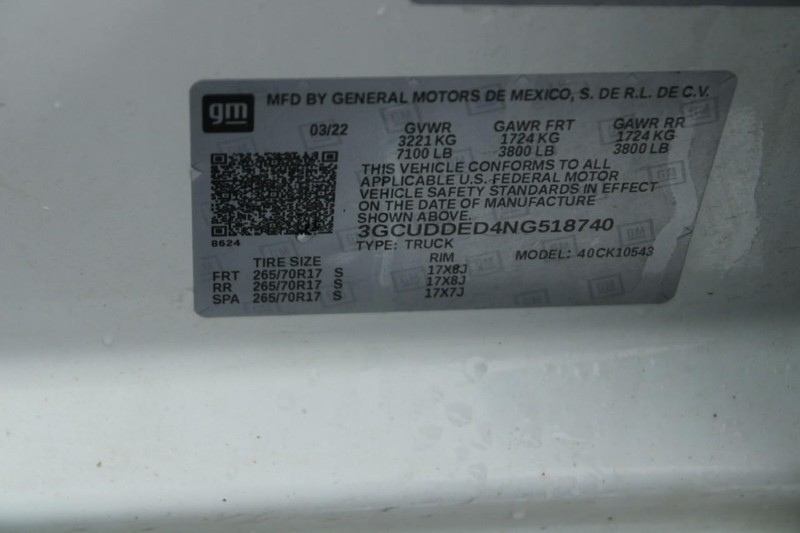 gm MFD BY GENERAL MOTORS DE MEXICO, S. DE R.L. DE C.V.
03/22 GVWR GAWR FRT GAWR RR
3221 KG 1724 KG 1724 KG
7100 LB 3800 LB 3800 LB
THIS VEHICLE CONFORMS TO ALL
APPLICABLE U.S. FEDERAL MOTOR
VEHICLE SAFETY STANDARDS IN EFFECT
ON THE DATE OF MANUFACTURE
SHOWN ABOVE.
3GCUDDED4NG518740
8624
TYPE: TRUCK MODEL: 40CK10543
TIRE SIZE RIM
FRT 265/70R17 S 17X8J
RR 265/70R17 S 17X8J
SPA 265/70R17 S 17X7J